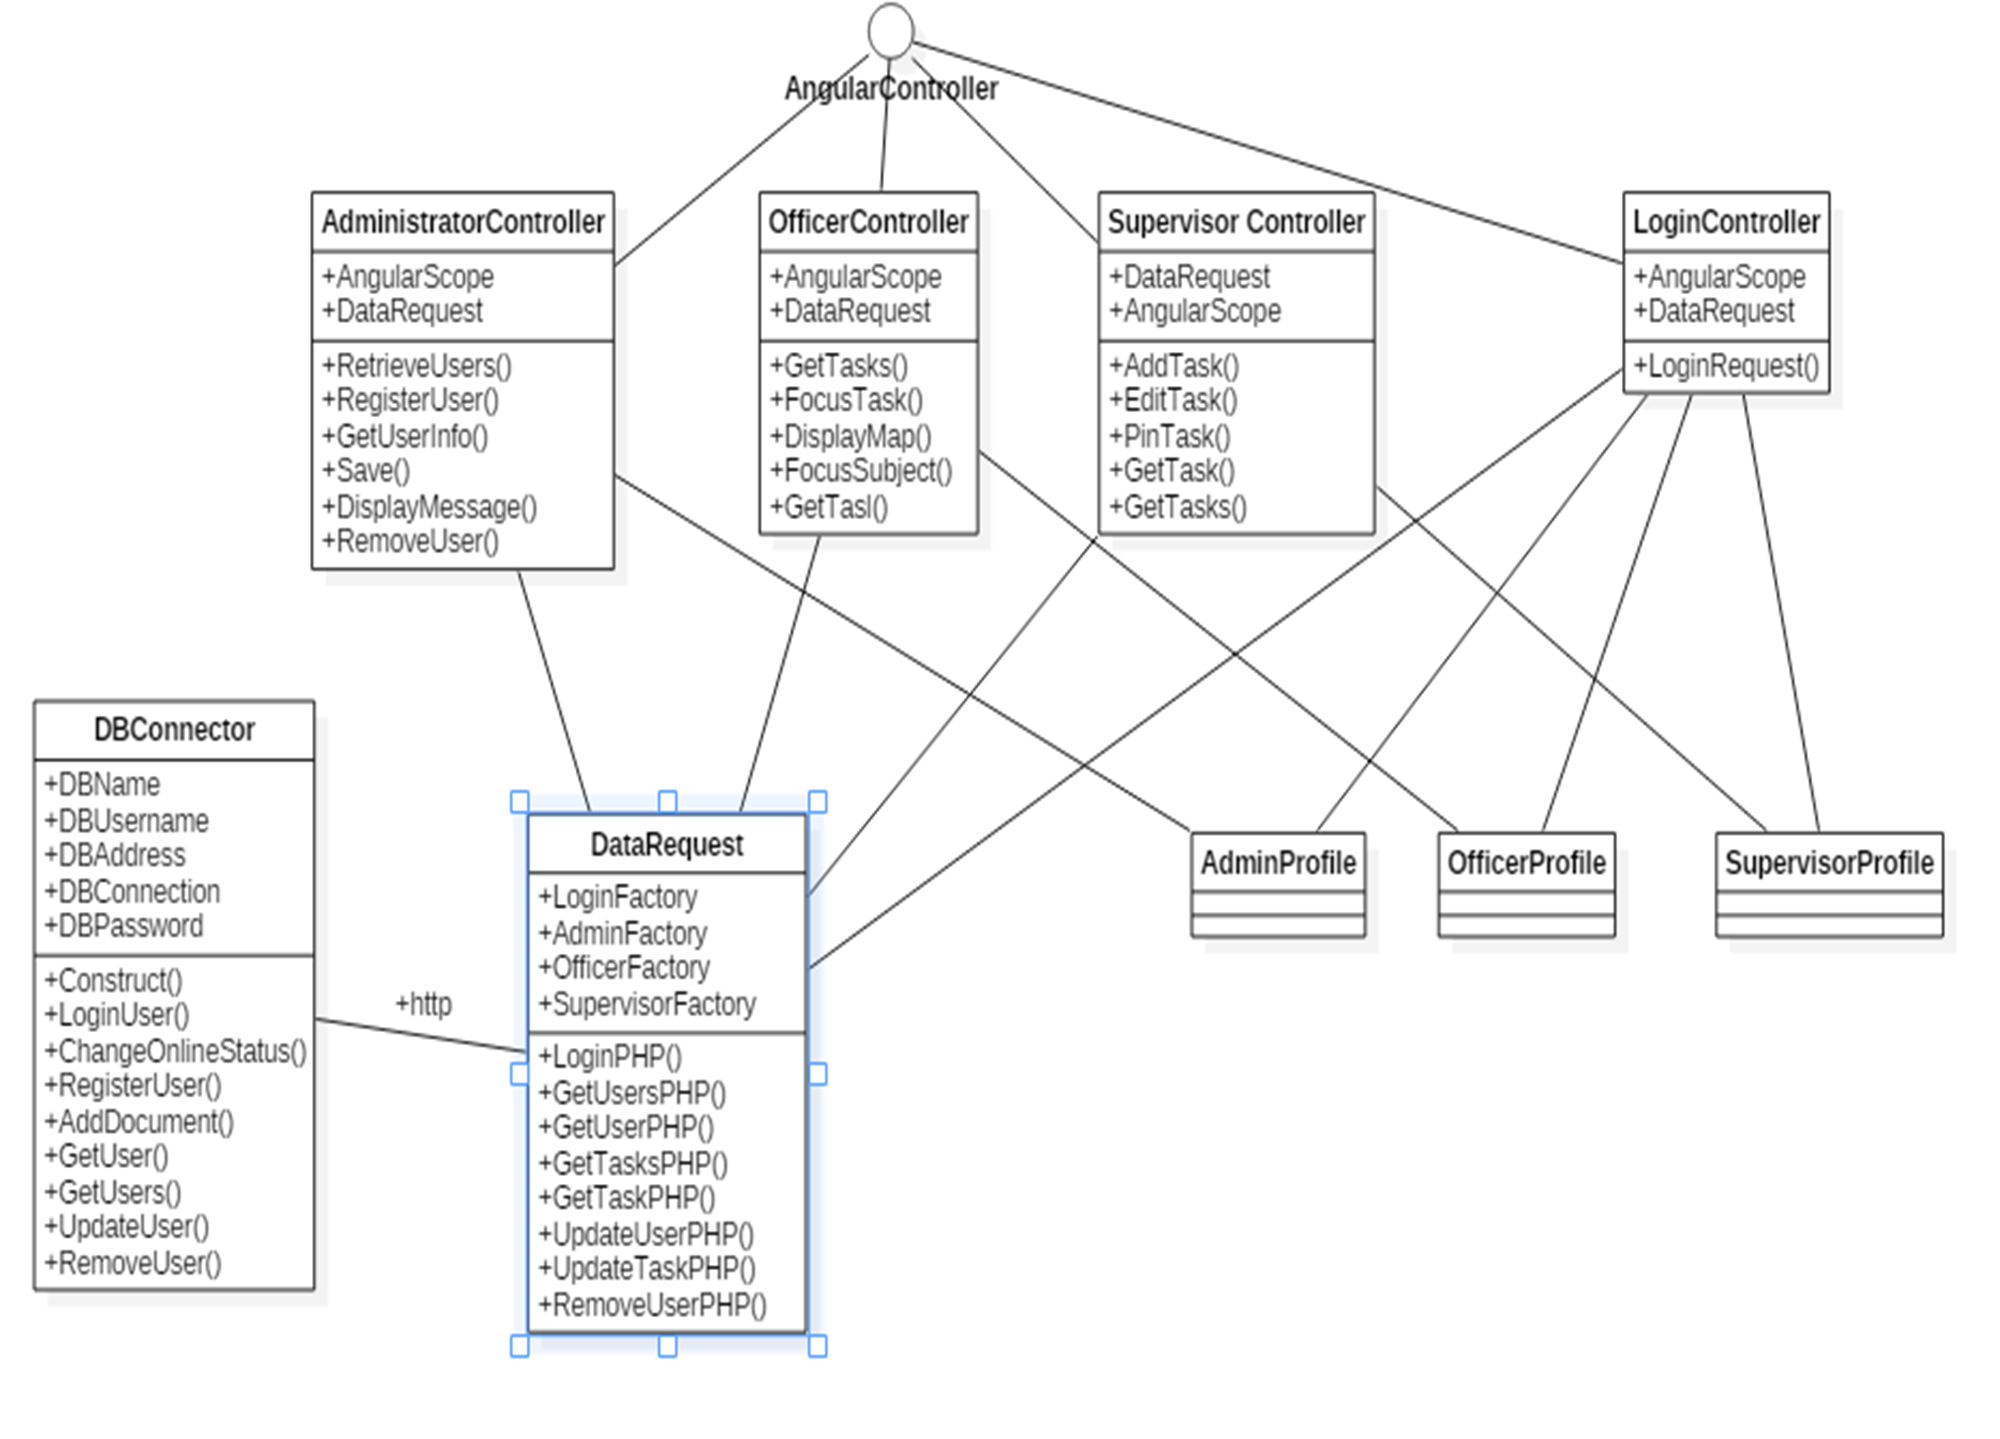 AngularController
AdministratorController
+AngularScope
+DataRequest
+RetrieveUsers()
+RegisterUser()
+GetUserInfo()
+Save()
+DisplayMessage()
+RemoveUser()
OfficerController
+AngularScope
+DataRequest
+GetTasks()
+FocusTask()
+DisplayMap()
+FocusSubject()
+GetTasl()
Supervisor Controller
+DataRequest
+AngularScope
+AddTask()
+EditTask()
+PinTask()
+GetTask()
+GetTasks()
LoginController
+AngularScope
+DataRequest
+LoginRequest()
DBConnector
+DBName
+DBUsername
+DBAddress
+DBConnection
+DBPassword
+Construct()
+LoginUser()
+ChangeOnlineStatus()
+RegisterUser()
+AddDocument()
+GetUser()
+GetUsers()
+UpdateUser()
+RemoveUser()
+http
DataRequest
+LoginFactory
+AdminFactory
+OfficerFactory
+SupervisorFactory
+LoginPHP()
+GetUsersPHP()
+GetUserPHP()
+GetTasksPHP()
+GetTaskPHP()
+UpdateUserPHP()
+UpdateTaskPHP()
+RemoveUserPHP()
AdminProfile
OfficerProfile
SupervisorProfile